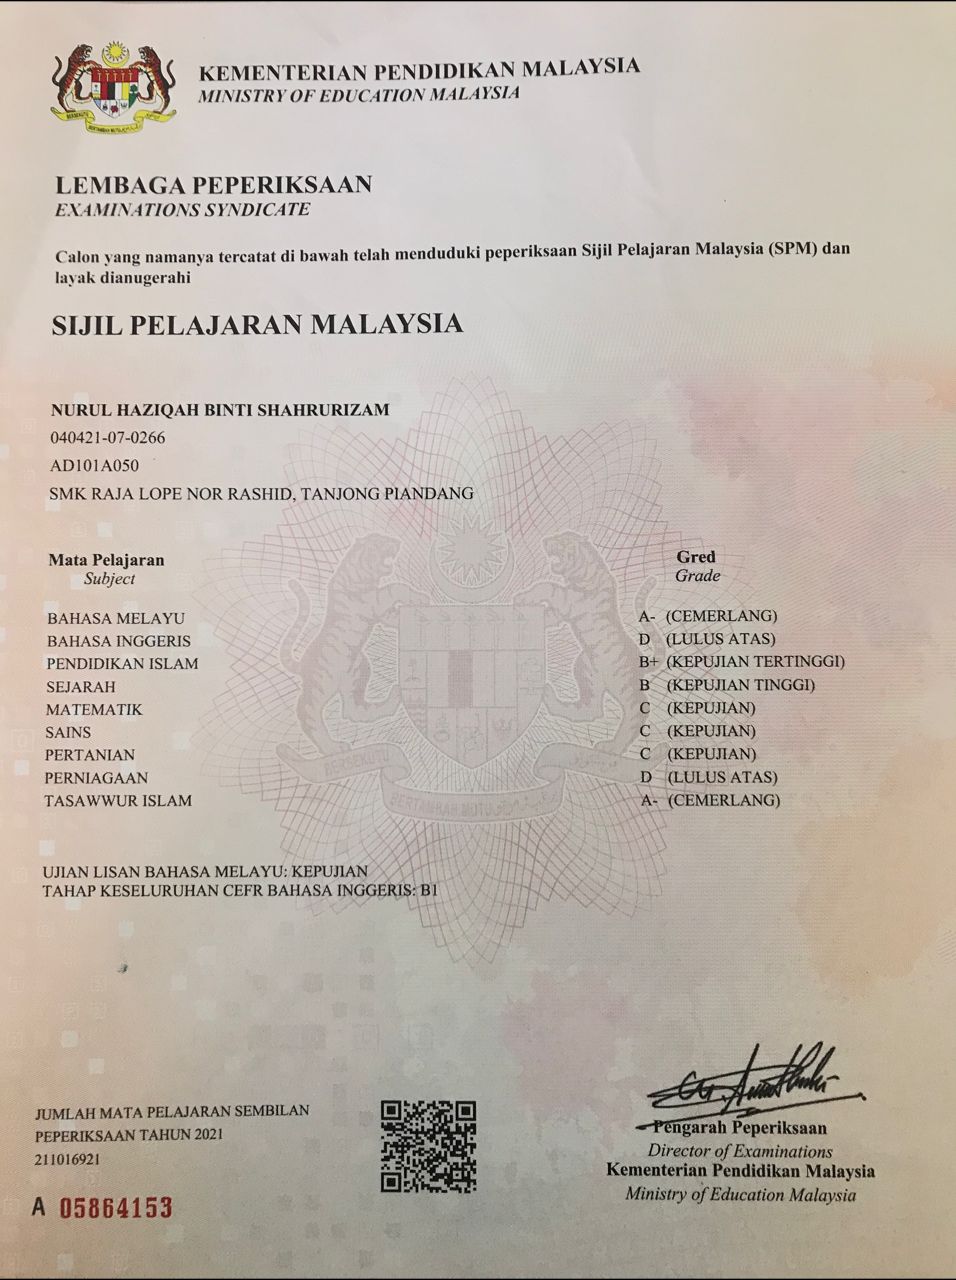 KEMENTERIAN PENDIDIKAN MALAYSIA
MINISTRY OF EDUCATION MALAYSIA
LEMBAGA PEPERIKSAAN
EXAMINATIONS SYNDICATE
Calon yang namanya tercatat di bawah telah menduduki peperiksaan Sijil Pelajaran Malaysia (SPM) dan
layak dianugerahi
SIJIL PELAJARAN MALAYSIA
NURUL HAZIQAH BINTI SHAHRURIZAM
040421-07-0266
AD101A050
SMK RAJA LOPE NOR RASHID, TANJONG PIANDANG
Mata Pelajaran Gred
Subject Grade
BAHASA MELAYU A- (CEMERLANG)
BAHASA INGGERIS D (LULUS ATAS)
PENDIDIKAN ISLAM B+ (KEPUJIAN TERTINGGI)
SEJARAH B (KEPUJIAN TINGGI)
MATEMATIK C (KEPUJIAN)
SAINS C (KEPUJIAN)
PERTANIAN C (KEPUJIAN)
PERNIAGAAN D (LULUS ATAS)
TASAWWUR ISLAM A- (CEMERLANG)
UJIAN LISAN BAHASA MELAYU: KEPUJIAN
TAHAP KESELURUHAN CEFR BAHASA INGGERIS: B1
JUMLAH MATA PELAJARAN SEMBILAN
PEPERIKSAAN TAHUN 2021
211016921
A 05864153
Pengarah Peperiksaan
Director of Examinations
Kementerian Pendidikan Malaysia
Ministry of Education Malaysia